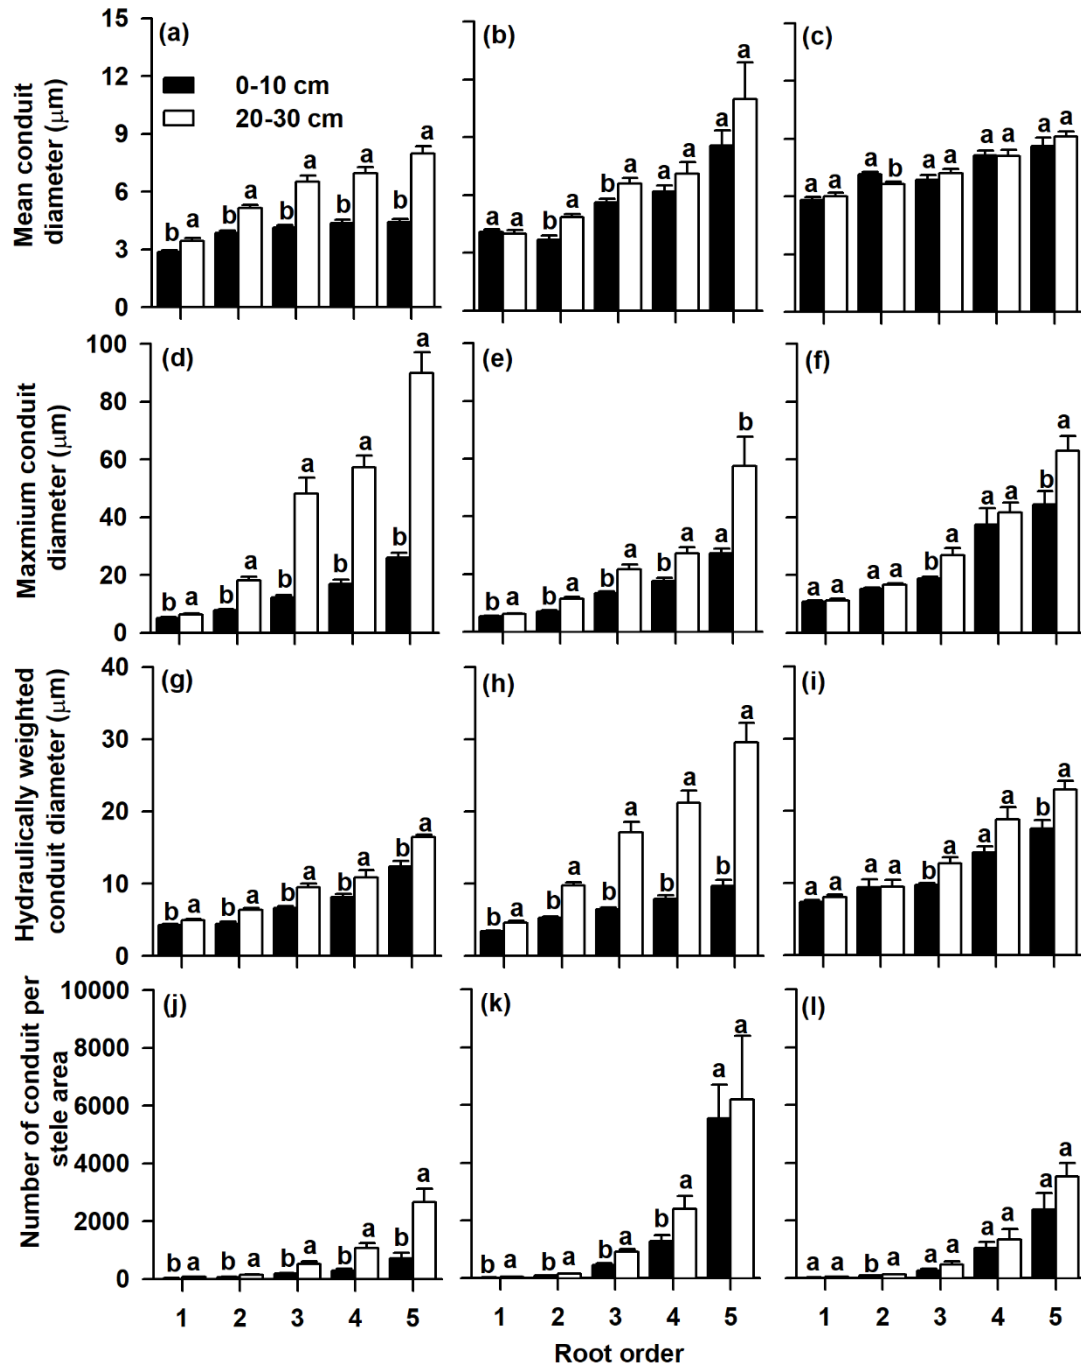 Mean conduit
diameter (μm)
15
12
9
6
3
0
(a)
0-10 cm
20-30 cm
b a b a b a b a b a
(b)
a a b a b a a a a a
(c)
a a a b a a a a a a
Maxmium conduit
diameter (μm)
100
80
60
40
20
0
(d)
b a b a b a b a b a
(e)
b a b a b a b a a b
(f)
a a a a b a a a b a
Hydraulically weighted
conduit diameter (μm)
40
30
20
10
0
(g)
b a b a b a b a b a
(h)
b a b a b a b a b a
(i)
a a a a b a a a b a
Number of conduit per
stele area
10000
8000
6000
4000
2000
0
(j)
b a b a b a b a b a
(k)
b a b a b a b a a a
(l)
a a b a a a a a a a
1 2 3 4 5
1 2 3 4 5
1 2 3 4 5
Root order